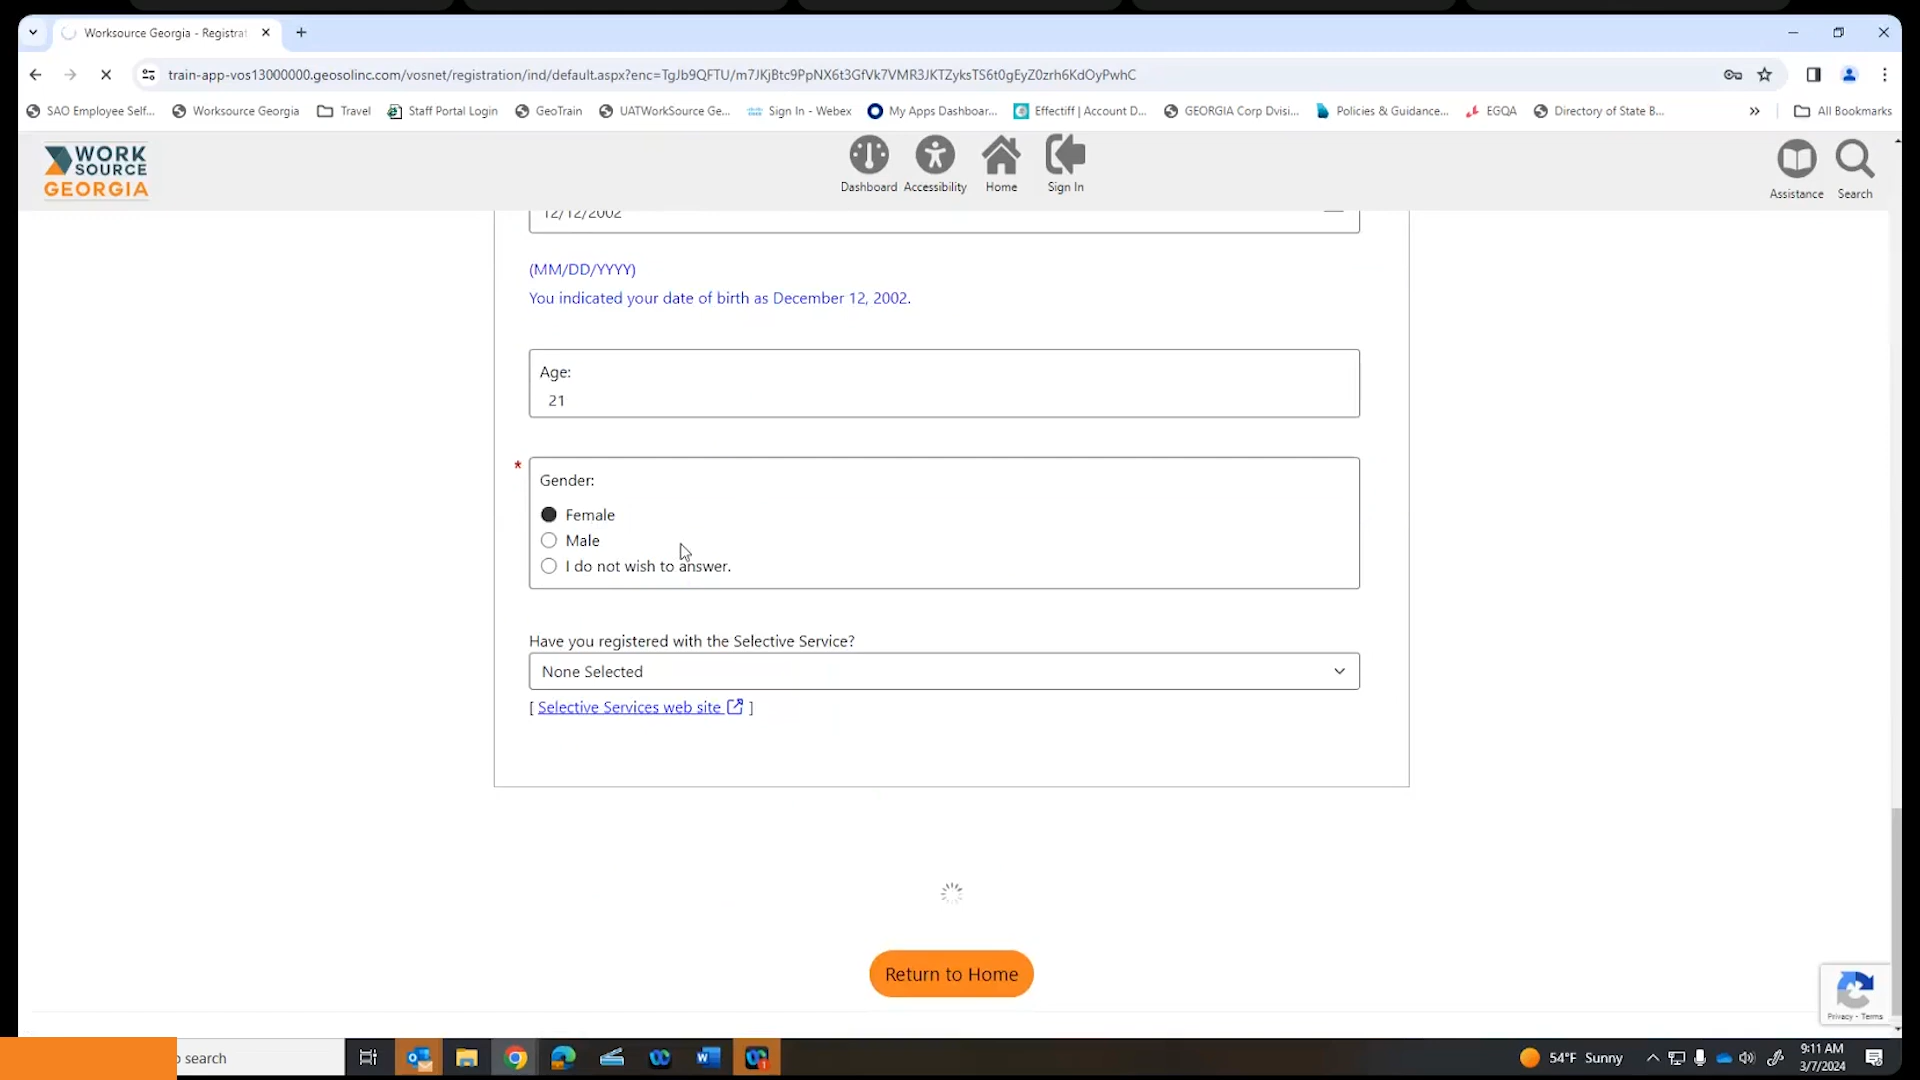 Worksource Georgia - Registrat
train-app-vos13000000.geosolinc.com/vosnet/registration/ind/default.aspx?enc=TgJb9QFTU/m7JKjBtc9PpNX6t3GfVk7VMR3JKTZyksTS6t0gEyZ0zrh6KdOyPwhC
SAO Employee Self... Worksource Georgia Travel Staff Portal Login GeoTrain UATWorkSource Ge... Sign In - Webex My Apps Dashboar... Effectiff | Account D... GEORGIA Corp Dvisi... Policies & Guidance... EGQA Directory of State B... » All Bookmarks
WORK
SOURCE
GEORGIA
Dashboard Accessibility Home Sign In Assistance Search
12/12/2002
(MM/DD/YYYY)
You indicated your date of birth as December 12, 2002.
Age:
21
* Gender:
Female
Male
I do not wish to answer.
Have you registered with the Selective Service?
None Selected
[ Selective Services web site ]
Return to Home
Privacy - Terms
search
54°F Sunny
9:11 AM
3/7/2024